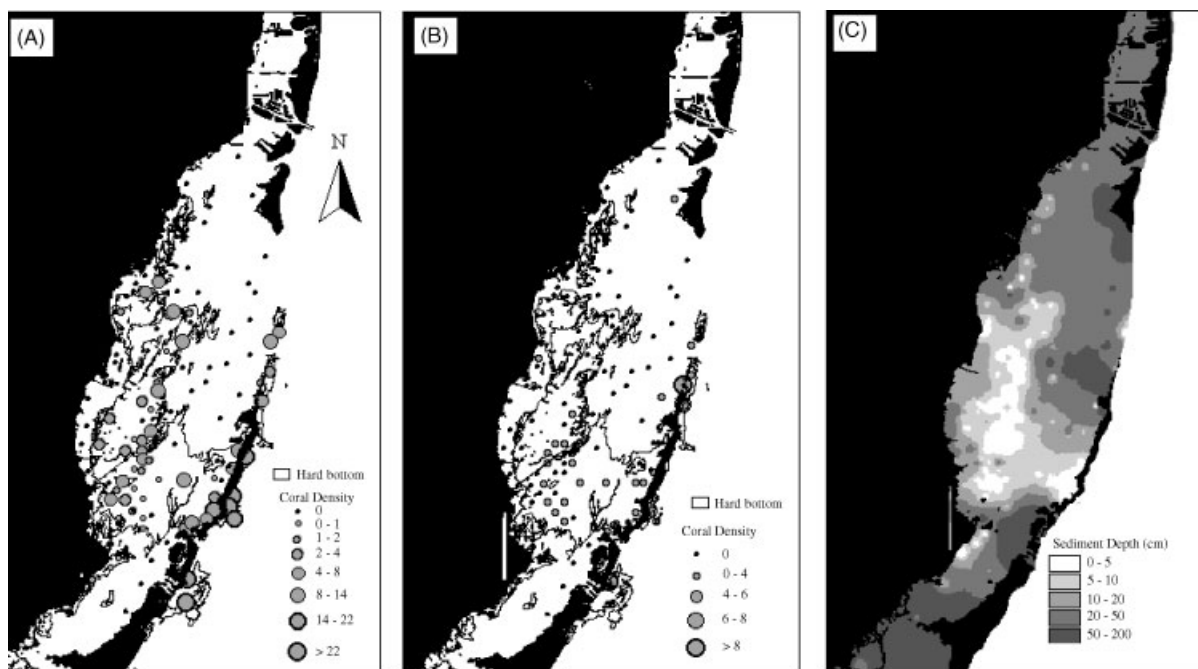 (A)
N
Hard bottom
Coral Density
0
0 - 1
1 - 2
2 - 4
4 - 8
8 - 14
14 - 22
> 22
(B)
Hard bottom
Coral Density
0
0 - 4
4 - 6
6 - 8
> 8
(C)
Sediment Depth (cm)
0 - 5
5 - 10
10 - 20
20 - 50
50 - 200